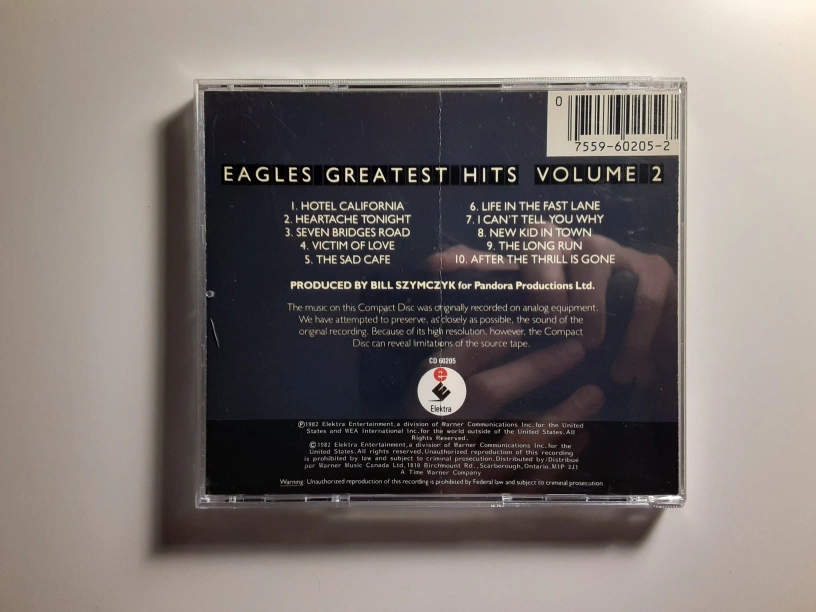 0
7559-60205-2
EAGLES GREATEST HITS VOLUME 2
1. HOTEL CALIFORNIA
2. HEARTACHE TONIGHT
3. SEVEN BRIDGES ROAD
4. VICTIM OF LOVE
5. THE SAD CAFE
6. LIFE IN THE FAST LANE
7. I CAN'T TELL YOU WHY
8. NEW KID IN TOWN
9. THE LONG RUN
10. AFTER THE THRILL IS GONE
PRODUCED BY BILL SZYMCZYK for Pandora Productions Ltd.
The music on this Compact Disc was originally recorded on analog equipment.
We have attempted to preserve, as closely as possible, the sound of the
original recording. Because of its high resolution, however, the Compact
Disc can reveal limitations of the source tape.
CD 60205
e
E
Elektra
℗1982 Elektra Entertainment, a division of Warner Communications Inc. for the United
States and WEA International Inc. for the world outside of the United States. All
Rights Reserved.
©1982 Elektra Entertainment, a division of Warner Communications Inc. for the
United States. All rights reserved. Unauthorized reproduction of this recording
is prohibited by law and subject to criminal prosecution. Distributed by/Distribué
par Warner Music Canada Ltd, 1810 Birchmount Rd., Scarborough, Ontario. M1P 2J1
A Time Warner Company
Warning: Unauthorized reproduction of this recording is prohibited by Federal law and subject to criminal prosecution.